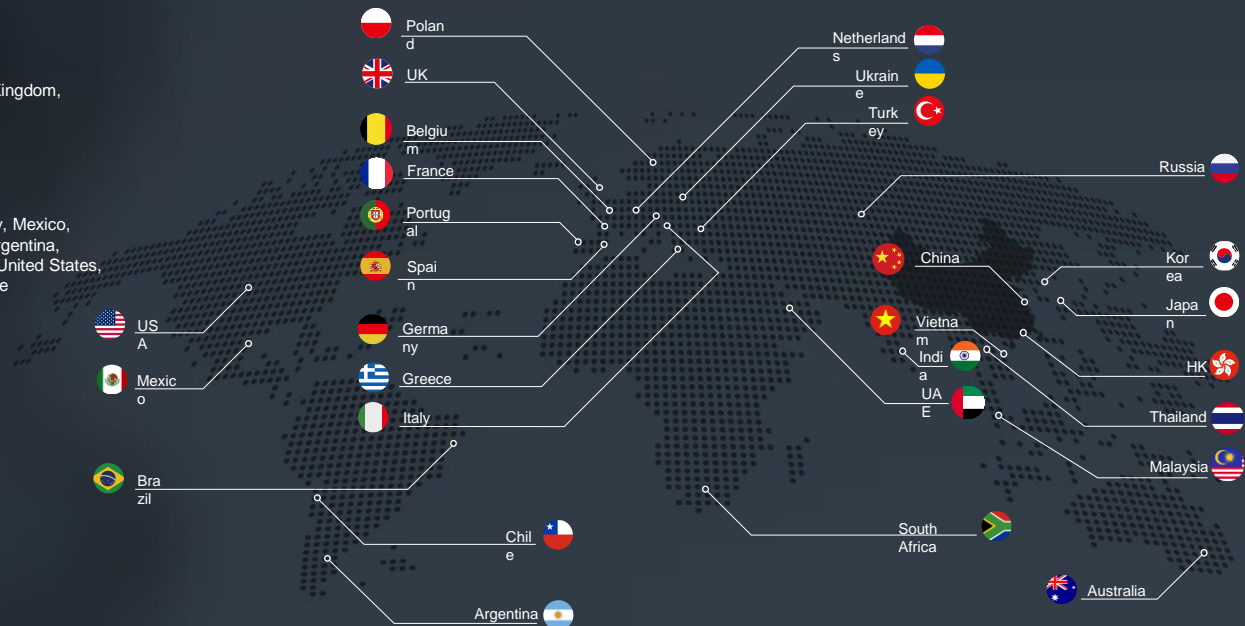 Kingdom,
y, Mexico,
rgentina,
United States,
e
Polan
d
UK
Belgiu
m
France
Portug
al
Spai
n
Germa
ny
Greece
Italy
US
A
Mexic
o
Bra
zil
Chil
e
Argentina
Netherland
s
Ukrain
e
Turk
ey
Russia
China
Kor
ea
Japa
n
Vietna
m
Indi
a
UA
E
HK
Thailand
Malaysia
South
Africa
Australia